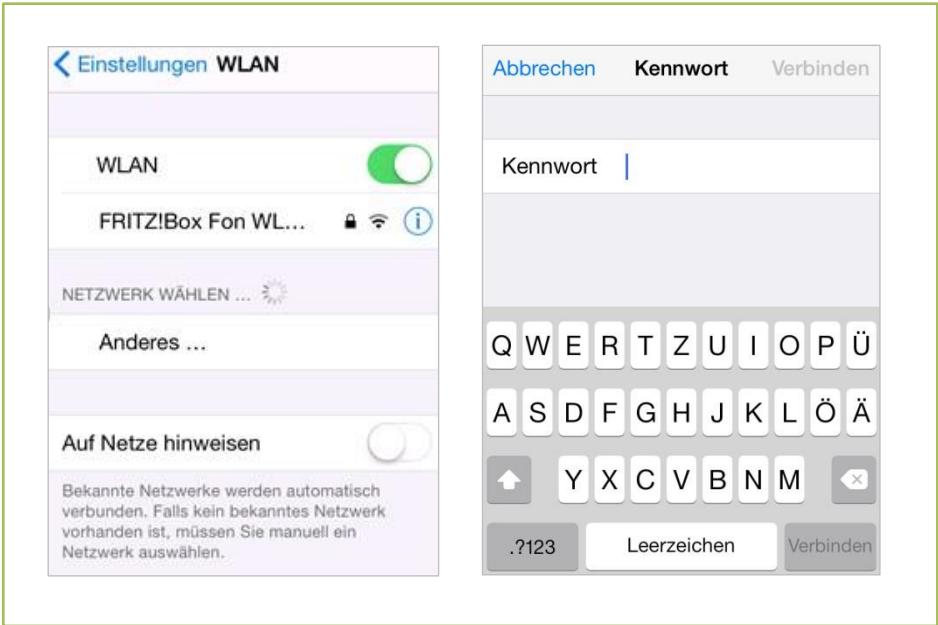 Einstellungen WLAN
WLAN
FRITZ!Box Fon WL...
NETZWERK WÄHLEN ...
Anderes ...
Auf Netze hinweisen
Bekannte Netzwerke werden automatisch
verbunden. Falls kein bekanntes Netzwerk
vorhanden ist, müssen Sie manuell ein
Netzwerk auswählen.
Abbrechen Kennwort Verbinden
Kennwort
Q W E R T Z U I O P Ü
A S D F G H J K L Ö Ä
Y X C V B N M
.?123 Leerzeichen Verbinden